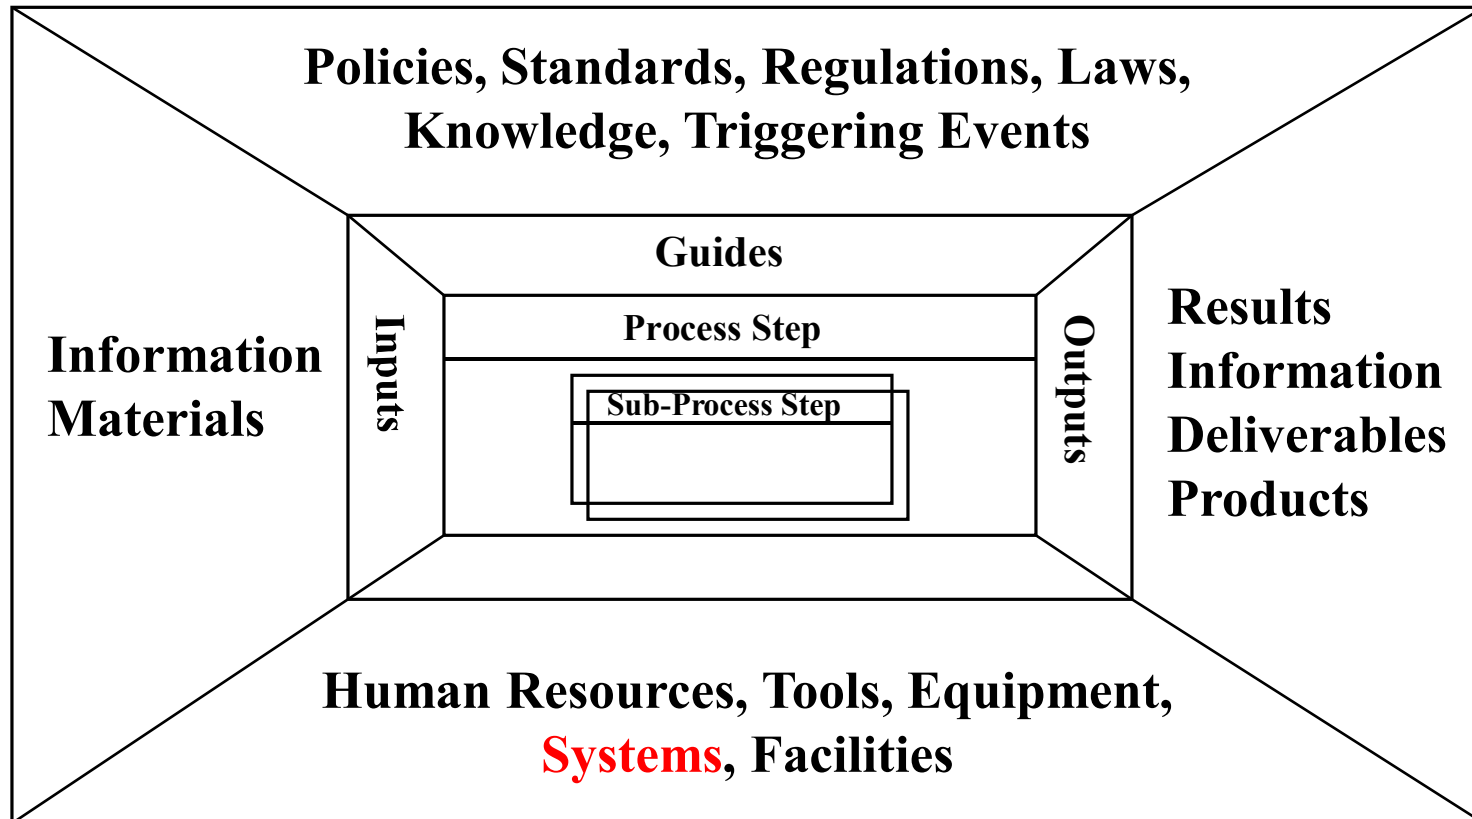 Policies, Standards, Regulations, Laws,
Knowledge, Triggering Events
Guides
Process Step
Sub-Process Step
Inputs
Outputs
Information
Materials
Results
Information
Deliverables
Products
Human Resources, Tools, Equipment,
Systems, Facilities